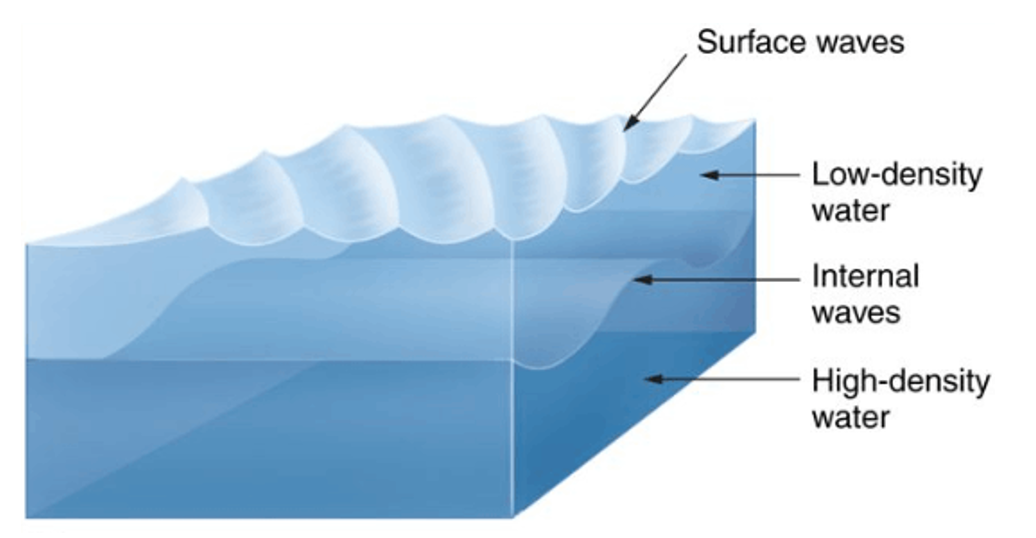 Surface waves
Low-density
water
Internal
waves
High-density
water